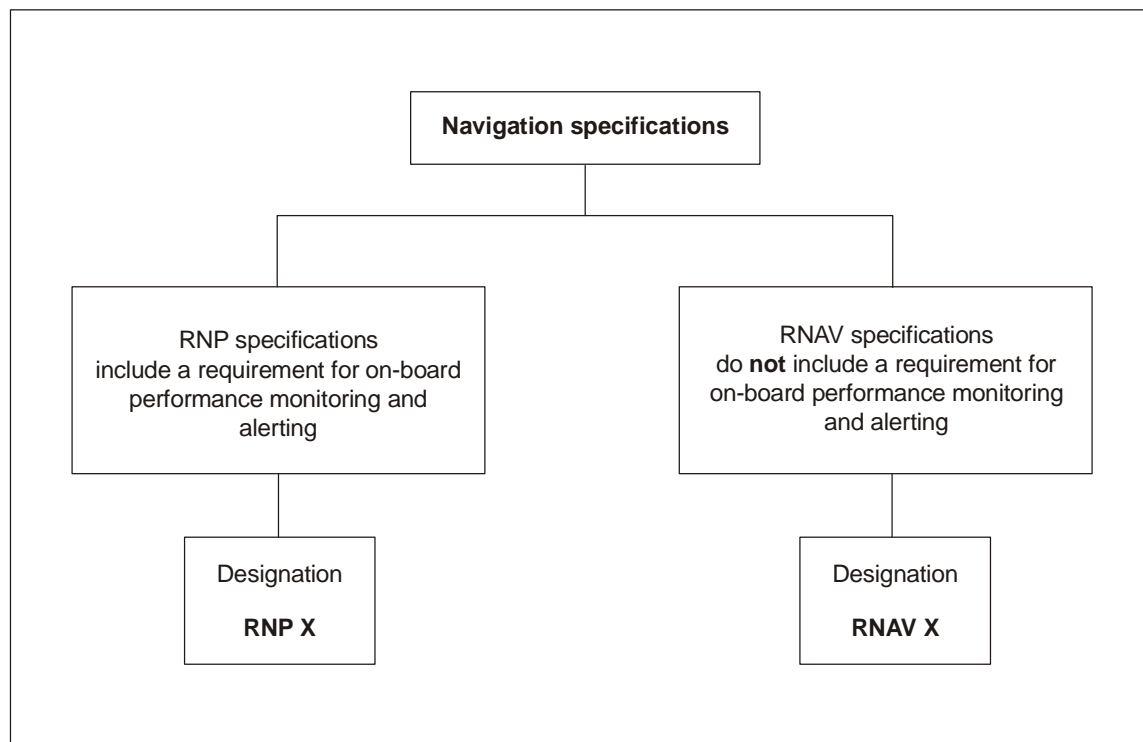 Navigation specifications
RNP specifications
include a requirement for on-board
performance monitoring and
alerting
RNAV specifications
do not include a requirement for
on-board performance monitoring
and alerting
Designation
RNP X
Designation
RNAV X